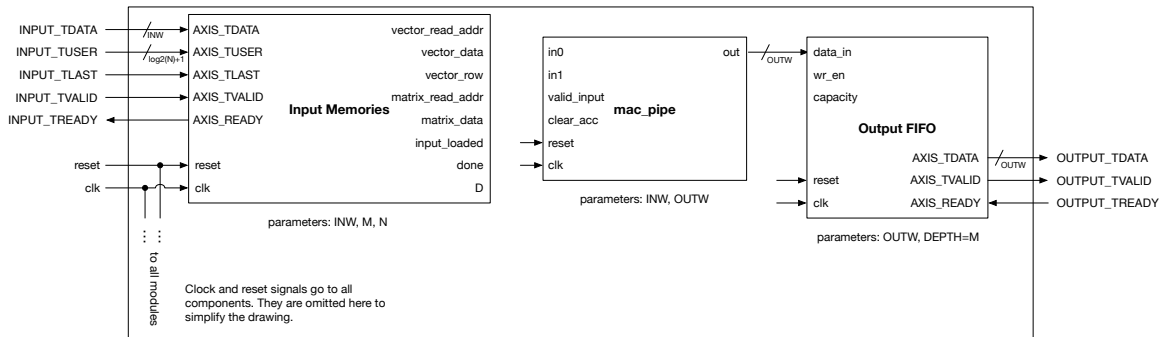 INPUT_TDATA
INPUT_TUSER
INPUT_TLAST
INPUT_TVALID
INPUT_TREADY
reset
clk
INW
log2(N)+1
AXIS_TDATA
AXIS_TUSER
AXIS_TLAST
AXIS_TVALID
AXIS_READY
reset
clk
Input Memories
vector_read_addr
vector_data
vector_row
matrix_read_addr
matrix_data
input_loaded
done
D
parameters: INW, M, N
to all modules
Clock and reset signals go to all
components. They are omitted here to
simplify the drawing.
in0
in1
valid_input
clear_acc
reset
clk
mac_pipe
out
OUTW
parameters: INW, OUTW
data_in
wr_en
capacity
Output FIFO
reset
clk
AXIS_TDATA
AXIS_TVALID
AXIS_READY
OUTW
OUTPUT_TDATA
OUTPUT_TVALID
OUTPUT_TREADY
parameters: OUTW, DEPTH=M